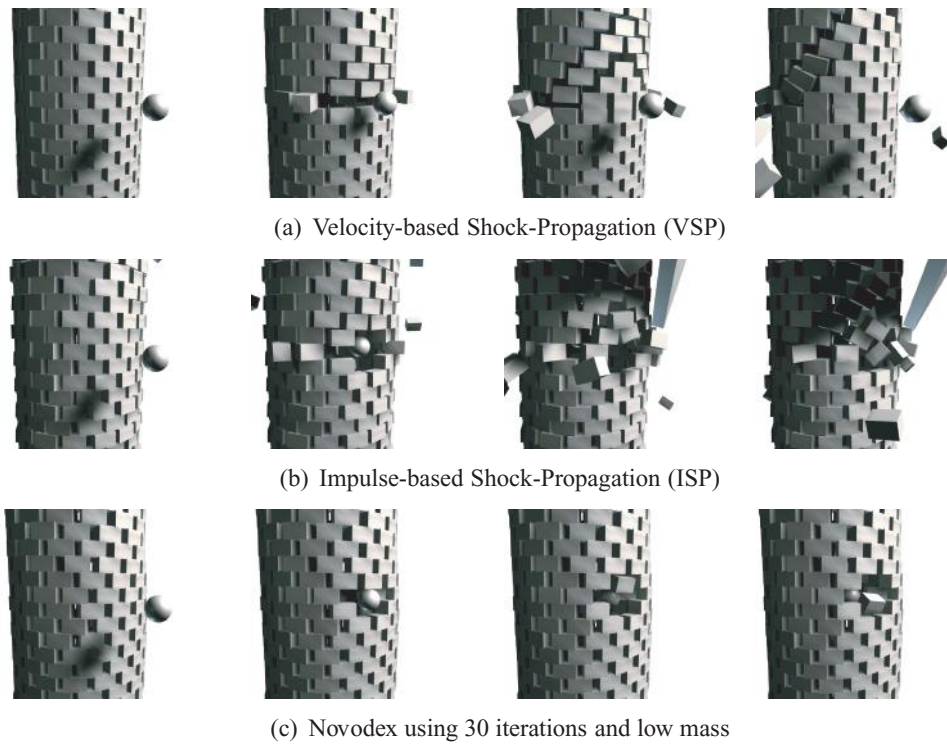 (a) Velocity-based Shock-Propagation (VSP)
(b) Impulse-based Shock-Propagation (ISP)
(c) Novodex using 30 iterations and low mass